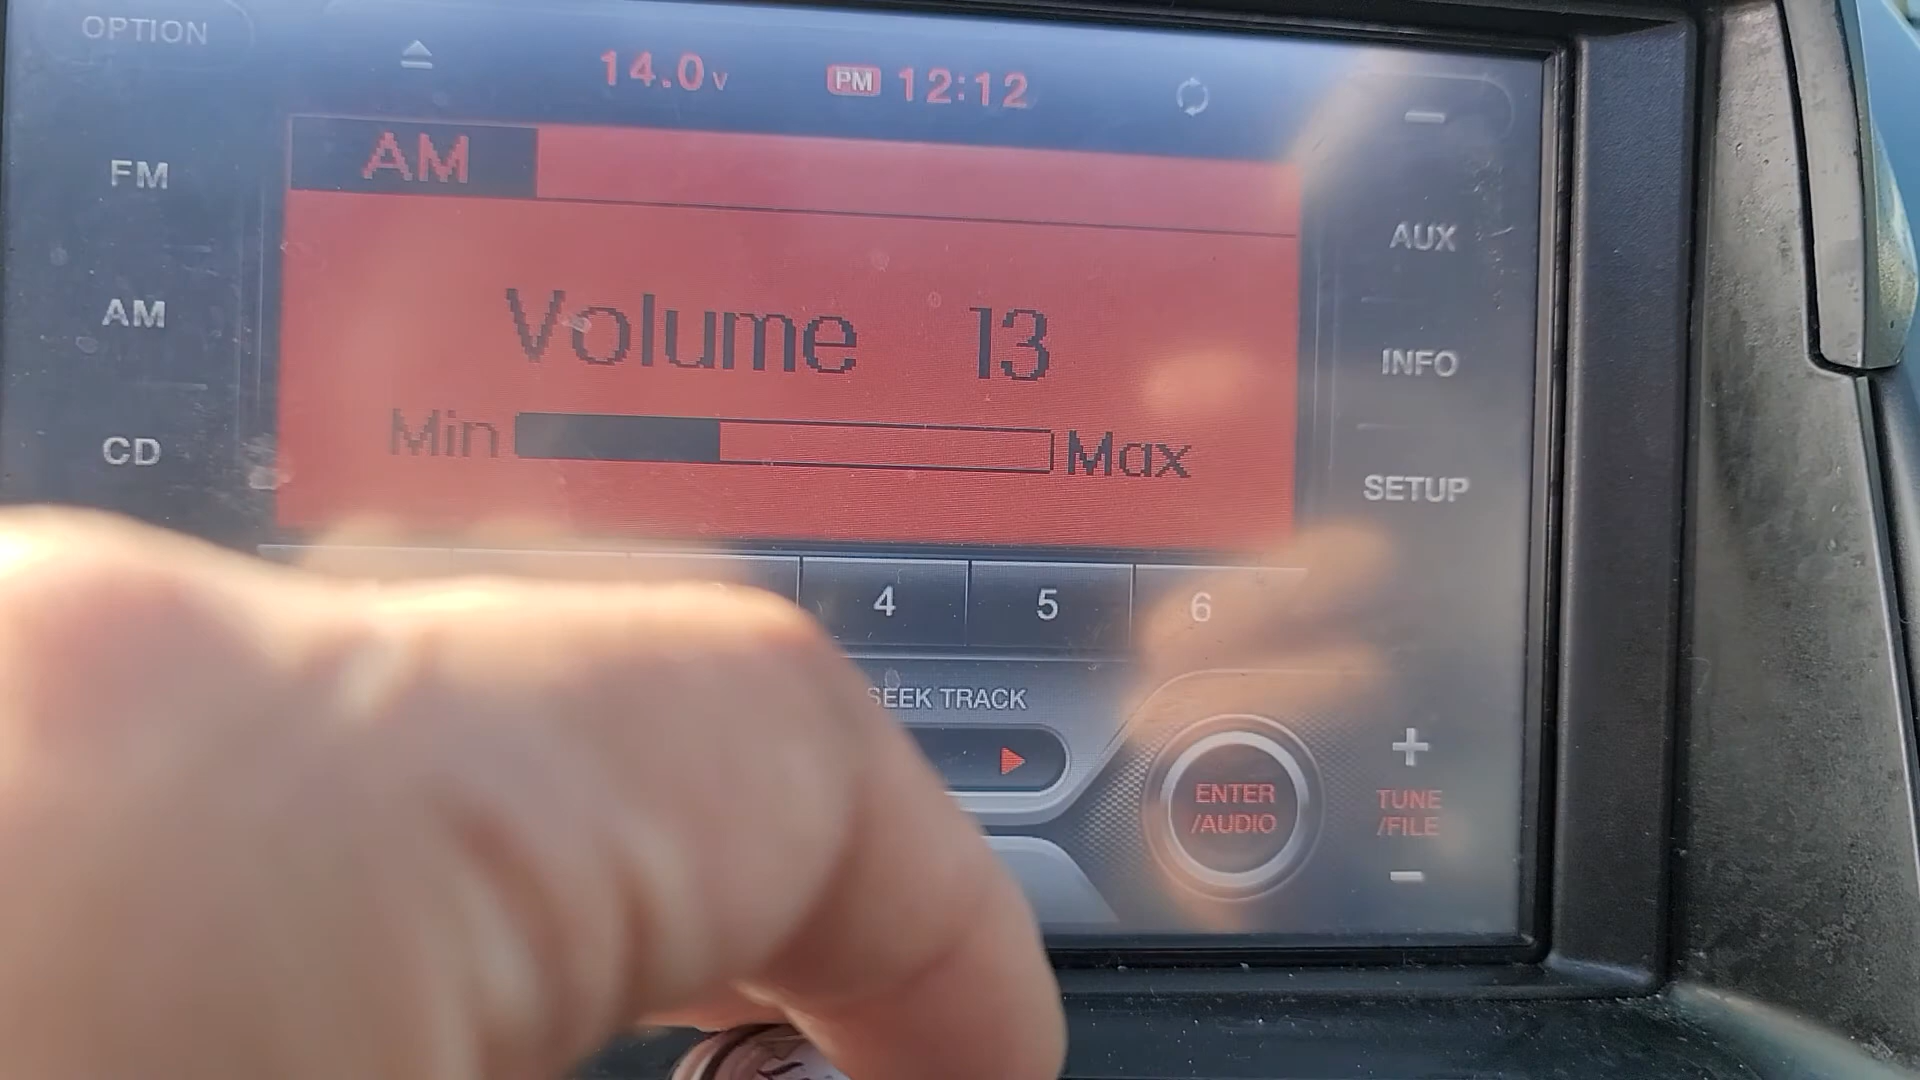 OPTION
14.0v
PM 12:12
AM
FM
AM
CD
AUX
INFO
SETUP
Volume 13
Min
Max
4
5
6
SEEK TRACK
ENTER
/AUDIO
+
TUNE
/FILE
-